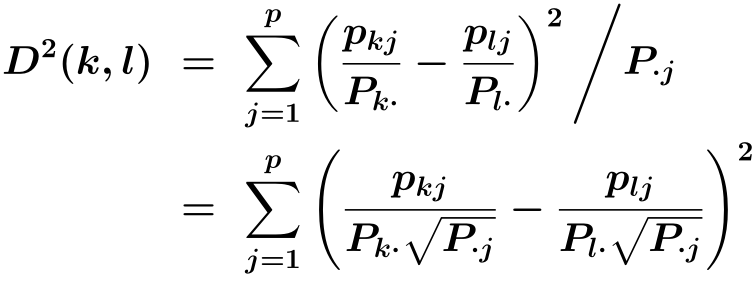 D²(k, l) = \sum_{j=1}^{p} \left( \frac{p_{kj}}{P_{k\cdot}} - \frac{p_{lj}}{P_{l\cdot}} \right)^2 \Big/ P_{\cdot j}
= \sum_{j=1}^{p} \left( \frac{p_{kj}}{P_{k\cdot}\sqrt{P_{\cdot j}}} - \frac{p_{lj}}{P_{l\cdot}\sqrt{P_{\cdot j}}} \right)^2